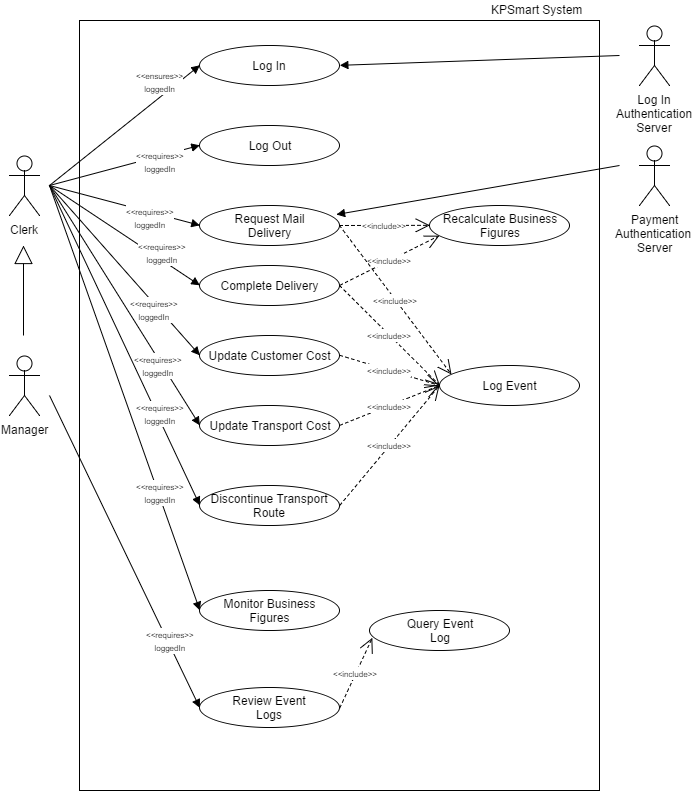 KPSmart System
Log In
<<ensures>>
loggedIn
Log In
Authentication
Server
Log Out
<<requires>>
loggedIn
Clerk
<<requires>>
loggedIn
Request Mail
Delivery
<<include>>
Recalculate Business
Figures
Payment
Authentication
Server
<<requires>>
loggedIn
Complete Delivery
<<include>>
<<include>>
<<requires>>
loggedIn
<<include>>
Update Customer Cost
<<include>>
<<requires>>
loggedIn
Log Event
Manager
<<requires>>
loggedIn
Update Transport Cost
<<include>>
<<include>>
<<requires>>
loggedIn
Discontinue Transport
Route
Monitor Business
Figures
Query Event
Log
<<requires>>
loggedIn
<<include>>
Review Event
Logs